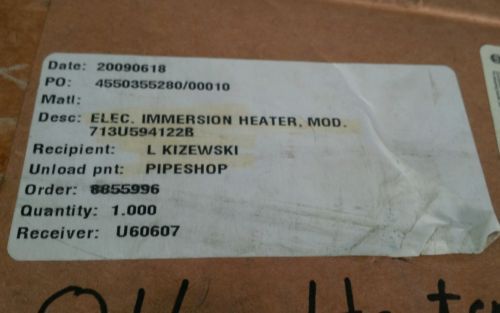 Date: 20090618
PO: 4550355280/00010
Matl:
Desc: ELEC. IMMERSION HEATER, MOD.
713U594122B
Recipient: L KIZEWSKI
Unload pnt: PIPESHOP
Order: 8855996
Quantity: 1.000
Receiver: U60607